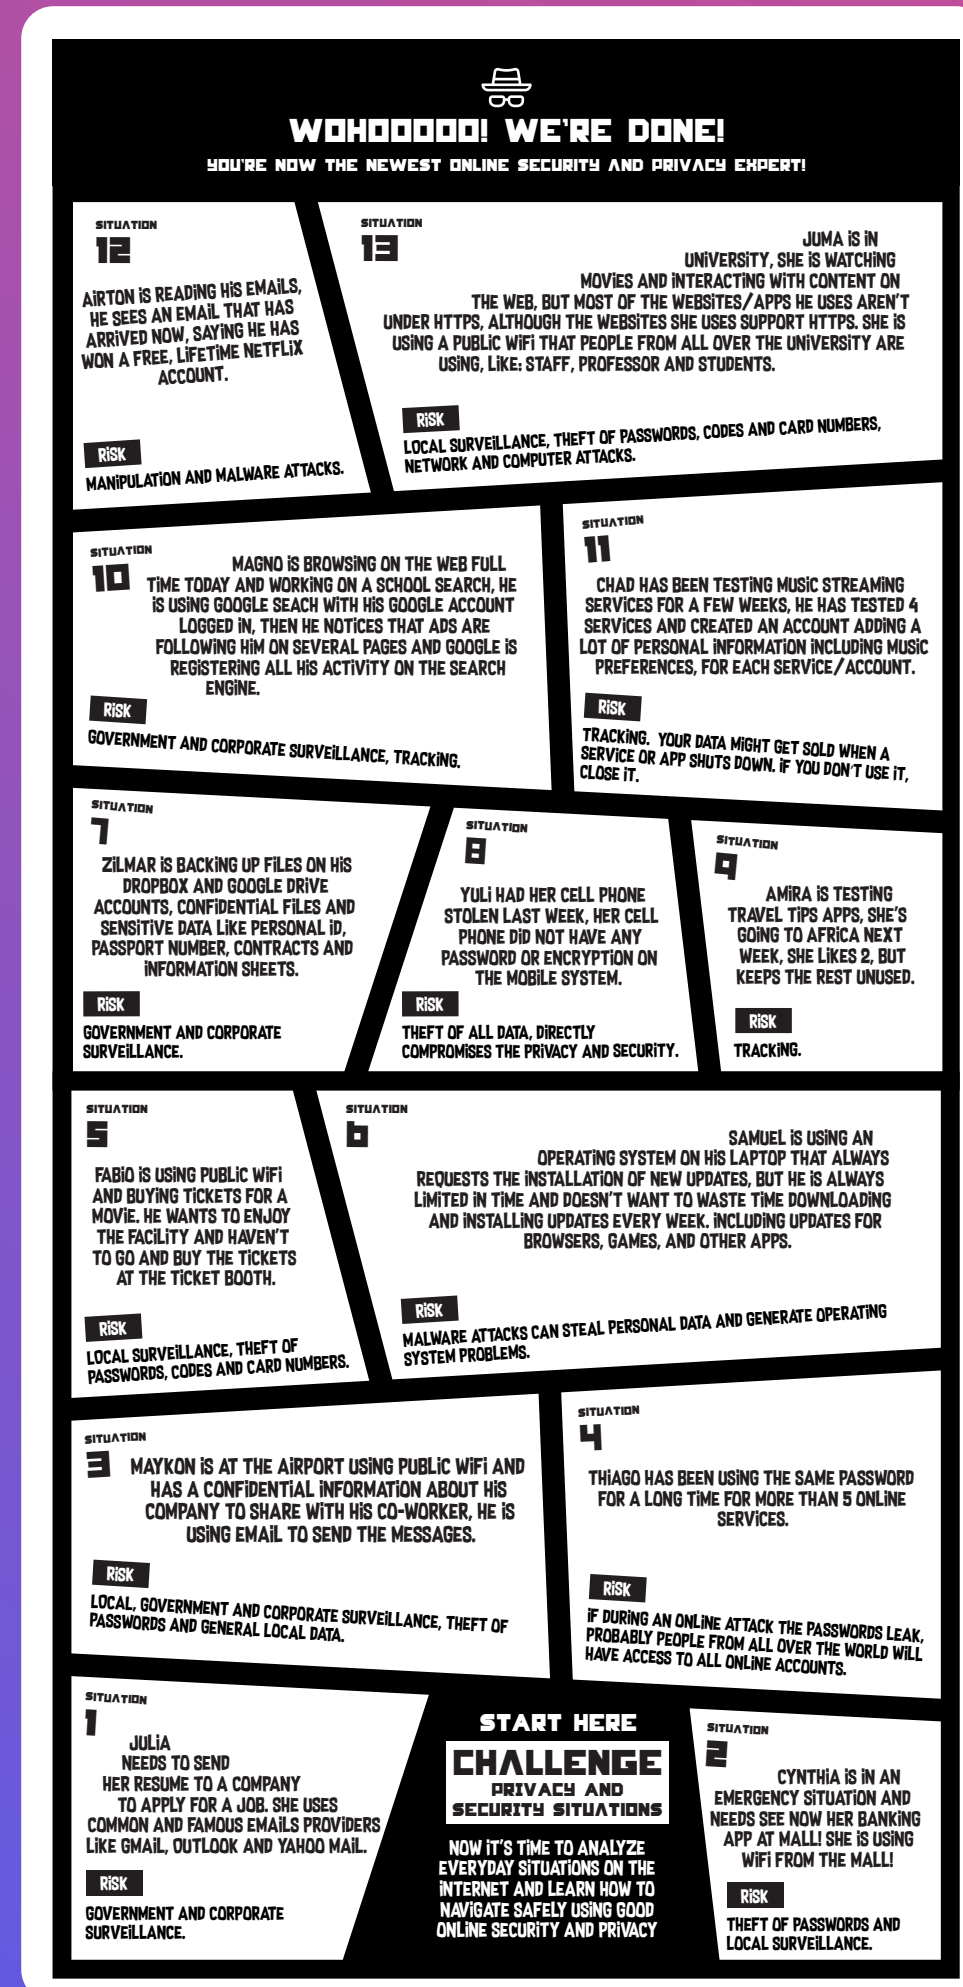 WOHOOOOO! WE'RE DONE!
YOU'RE NOW THE NEWEST ONLINE SECURITY AND PRIVACY EXPERT!
SITUATION
12
AIRTON IS READING HIS EMAILS,
HE SEES AN EMAIL THAT HAS
ARRIVED NOW, SAYING HE HAS
WON A FREE, LIFETIME NETFLIX
ACCOUNT.
RISK
MANIPULATION AND MALWARE ATTACKS.
SITUATION
13
JUMA IS IN
UNIVERSITY, SHE IS WATCHING
MOVIES AND INTERACTING WITH CONTENT ON
THE WEB, BUT MOST OF THE WEBSITES/APPS HE USES AREN'T
UNDER HTTPS, ALTHOUGH THE WEBSITES SHE USES SUPPORT HTTPS. SHE IS
USING A PUBLIC WIFI THAT PEOPLE FROM ALL OVER THE UNIVERSITY ARE
USING, LIKE: STAFF, PROFESSOR AND STUDENTS.
RISK
LOCAL SURVEILLANCE, THEFT OF PASSWORDS, CODES AND CARD NUMBERS,
NETWORK AND COMPUTER ATTACKS.
SITUATION
10
MAGNO IS BROWSING ON THE WEB FULL
TIME TODAY AND WORKING ON A SCHOOL SEARCH, HE
IS USING GOOGLE SEACH WITH HIS GOOGLE ACCOUNT
LOGGED IN, THEN HE NOTICES THAT ADS ARE
FOLLOWING HIM ON SEVERAL PAGES AND GOOGLE IS
REGISTERING ALL HIS ACTIVITY ON THE SEARCH
ENGINE.
RISK
GOVERNMENT AND CORPORATE SURVEILLANCE, TRACKING.
SITUATION
11
CHAD HAS BEEN TESTING MUSIC STREAMING
SERVICES FOR A FEW WEEKS, HE HAS TESTED 4
SERVICES AND CREATED AN ACCOUNT ADDING A
LOT OF PERSONAL INFORMATION INCLUDING MUSIC
PREFERENCES, FOR EACH SERVICE/ACCOUNT.
RISK
TRACKING. YOUR DATA MIGHT GET SOLD WHEN A
SERVICE OR APP SHUTS DOWN. IF YOU DON'T USE IT,
CLOSE IT.
SITUATION
7
ZILMAR IS BACKING UP FILES ON HIS
DROPBOX AND GOOGLE DRIVE
ACCOUNTS, CONFIDENTIAL FILES AND
SENSITIVE DATA LIKE PERSONAL ID,
PASSPORT NUMBER, CONTRACTS AND
INFORMATION SHEETS.
RISK
GOVERNMENT AND CORPORATE
SURVEILLANCE.
SITUATION
8
YULI HAD HER CELL PHONE
STOLEN LAST WEEK, HER CELL
PHONE DID NOT HAVE ANY
PASSWORD OR ENCRYPTION ON
THE MOBILE SYSTEM.
RISK
THEFT OF ALL DATA, DIRECTLY
COMPROMISES THE PRIVACY AND SECURITY.
SITUATION
9
AMIRA IS TESTING
TRAVEL TIPS APPS, SHE'S
GOING TO AFRICA NEXT
WEEK, SHE LIKES 2, BUT
KEEPS THE REST UNUSED.
RISK
TRACKING.
SITUATION
5
FABIO IS USING PUBLIC WIFI
AND BUYING TICKETS FOR A
MOVIE. HE WANTS TO ENJOY
THE FACILITY AND HAVEN'T
TO GO AND BUY THE TICKETS
AT THE TICKET BOOTH.
RISK
LOCAL SURVEILLANCE, THEFT OF
PASSWORDS, CODES AND CARD NUMBERS.
SITUATION
6
SAMUEL IS USING AN
OPERATING SYSTEM ON HIS LAPTOP THAT ALWAYS
REQUESTS THE INSTALLATION OF NEW UPDATES, BUT HE IS ALWAYS
LIMITED IN TIME AND DOESN'T WANT TO WASTE TIME DOWNLOADING
AND INSTALLING UPDATES EVERY WEEK. INCLUDING UPDATES FOR
BROWSERS, GAMES, AND OTHER APPS.
RISK
MALWARE ATTACKS CAN STEAL PERSONAL DATA AND GENERATE OPERATING
SYSTEM PROBLEMS.
SITUATION
3
MAYKON IS AT THE AIRPORT USING PUBLIC WIFI AND
HAS A CONFIDENTIAL INFORMATION ABOUT HIS
COMPANY TO SHARE WITH HIS CO-WORKER, HE IS
USING EMAIL TO SEND THE MESSAGES.
RISK
LOCAL, GOVERNMENT AND CORPORATE SURVEILLANCE, THEFT OF
PASSWORDS AND GENERAL LOCAL DATA.
SITUATION
4
THIAGO HAS BEEN USING THE SAME PASSWORD
FOR A LONG TIME FOR MORE THAN 5 ONLINE
SERVICES.
RISK
IF DURING AN ONLINE ATTACK THE PASSWORDS LEAK,
PROBABLY PEOPLE FROM ALL OVER THE WORLD WILL
HAVE ACCESS TO ALL ONLINE ACCOUNTS.
SITUATION
1
JULIA
NEEDS TO SEND
HER RESUME TO A COMPANY
TO APPLY FOR A JOB. SHE USES
COMMON AND FAMOUS EMAILS PROVIDERS
LIKE GMAIL, OUTLOOK AND YAHOO MAIL.
RISK
GOVERNMENT AND CORPORATE
SURVEILLANCE.
START HERE
CHALLENGE
PRIVACY AND
SECURITY SITUATIONS
NOW IT'S TIME TO ANALYZE
EVERYDAY SITUATIONS ON THE
INTERNET AND LEARN HOW TO
NAVIGATE SAFELY USING GOOD
ONLINE SECURITY AND PRIVACY
SITUATION
2
CYNTHIA IS IN AN
EMERGENCY SITUATION AND
NEEDS SEE NOW HER BANKING
APP AT MALL! SHE IS USING
WIFI FROM THE MALL!
RISK
THEFT OF PASSWORDS AND
LOCAL SURVEILLANCE.